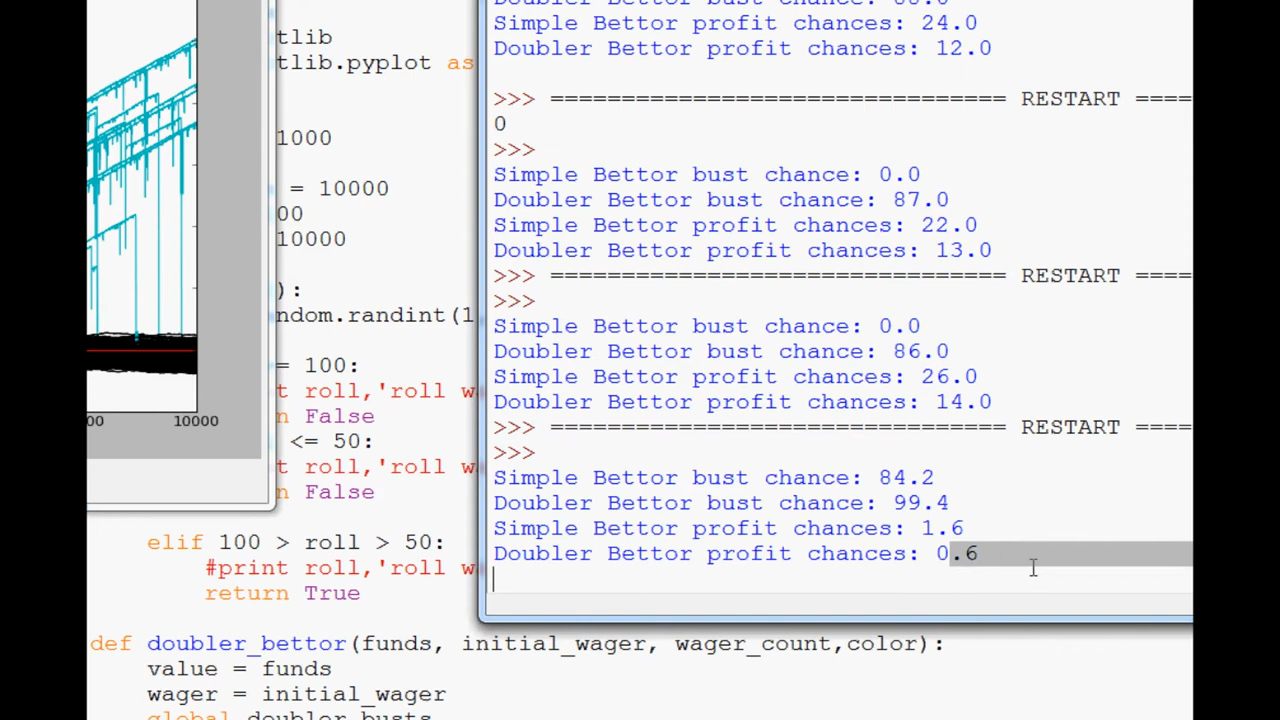 Simple Bettor profit chances: 24.0
Doubler Bettor profit chances: 12.0
>>> ================================ RESTART ====
0
>>>
Simple Bettor bust chance: 0.0
Doubler Bettor bust chance: 87.0
Simple Bettor profit chances: 22.0
Doubler Bettor profit chances: 13.0
>>> ================================ RESTART ====
>>>
Simple Bettor bust chance: 0.0
Doubler Bettor bust chance: 86.0
Simple Bettor profit chances: 26.0
Doubler Bettor profit chances: 14.0
>>> ================================ RESTART ====
>>>
Simple Bettor bust chance: 84.2
Doubler Bettor bust chance: 99.4
Simple Bettor profit chances: 1.6
Doubler Bettor profit chances: 0.6
tlib
tlib.pyplot as
1000
= 10000
00
10000
):
ndom.randint(1
= 100:
t roll,'roll w
n False
<= 50:
t roll,'roll w
n False
elif 100 > roll > 50:
#print roll,'roll w
return True
def doubler_bettor(funds, initial_wager, wager_count,color):
value = funds
wager = initial_wager
global doubler_busts
00
10000